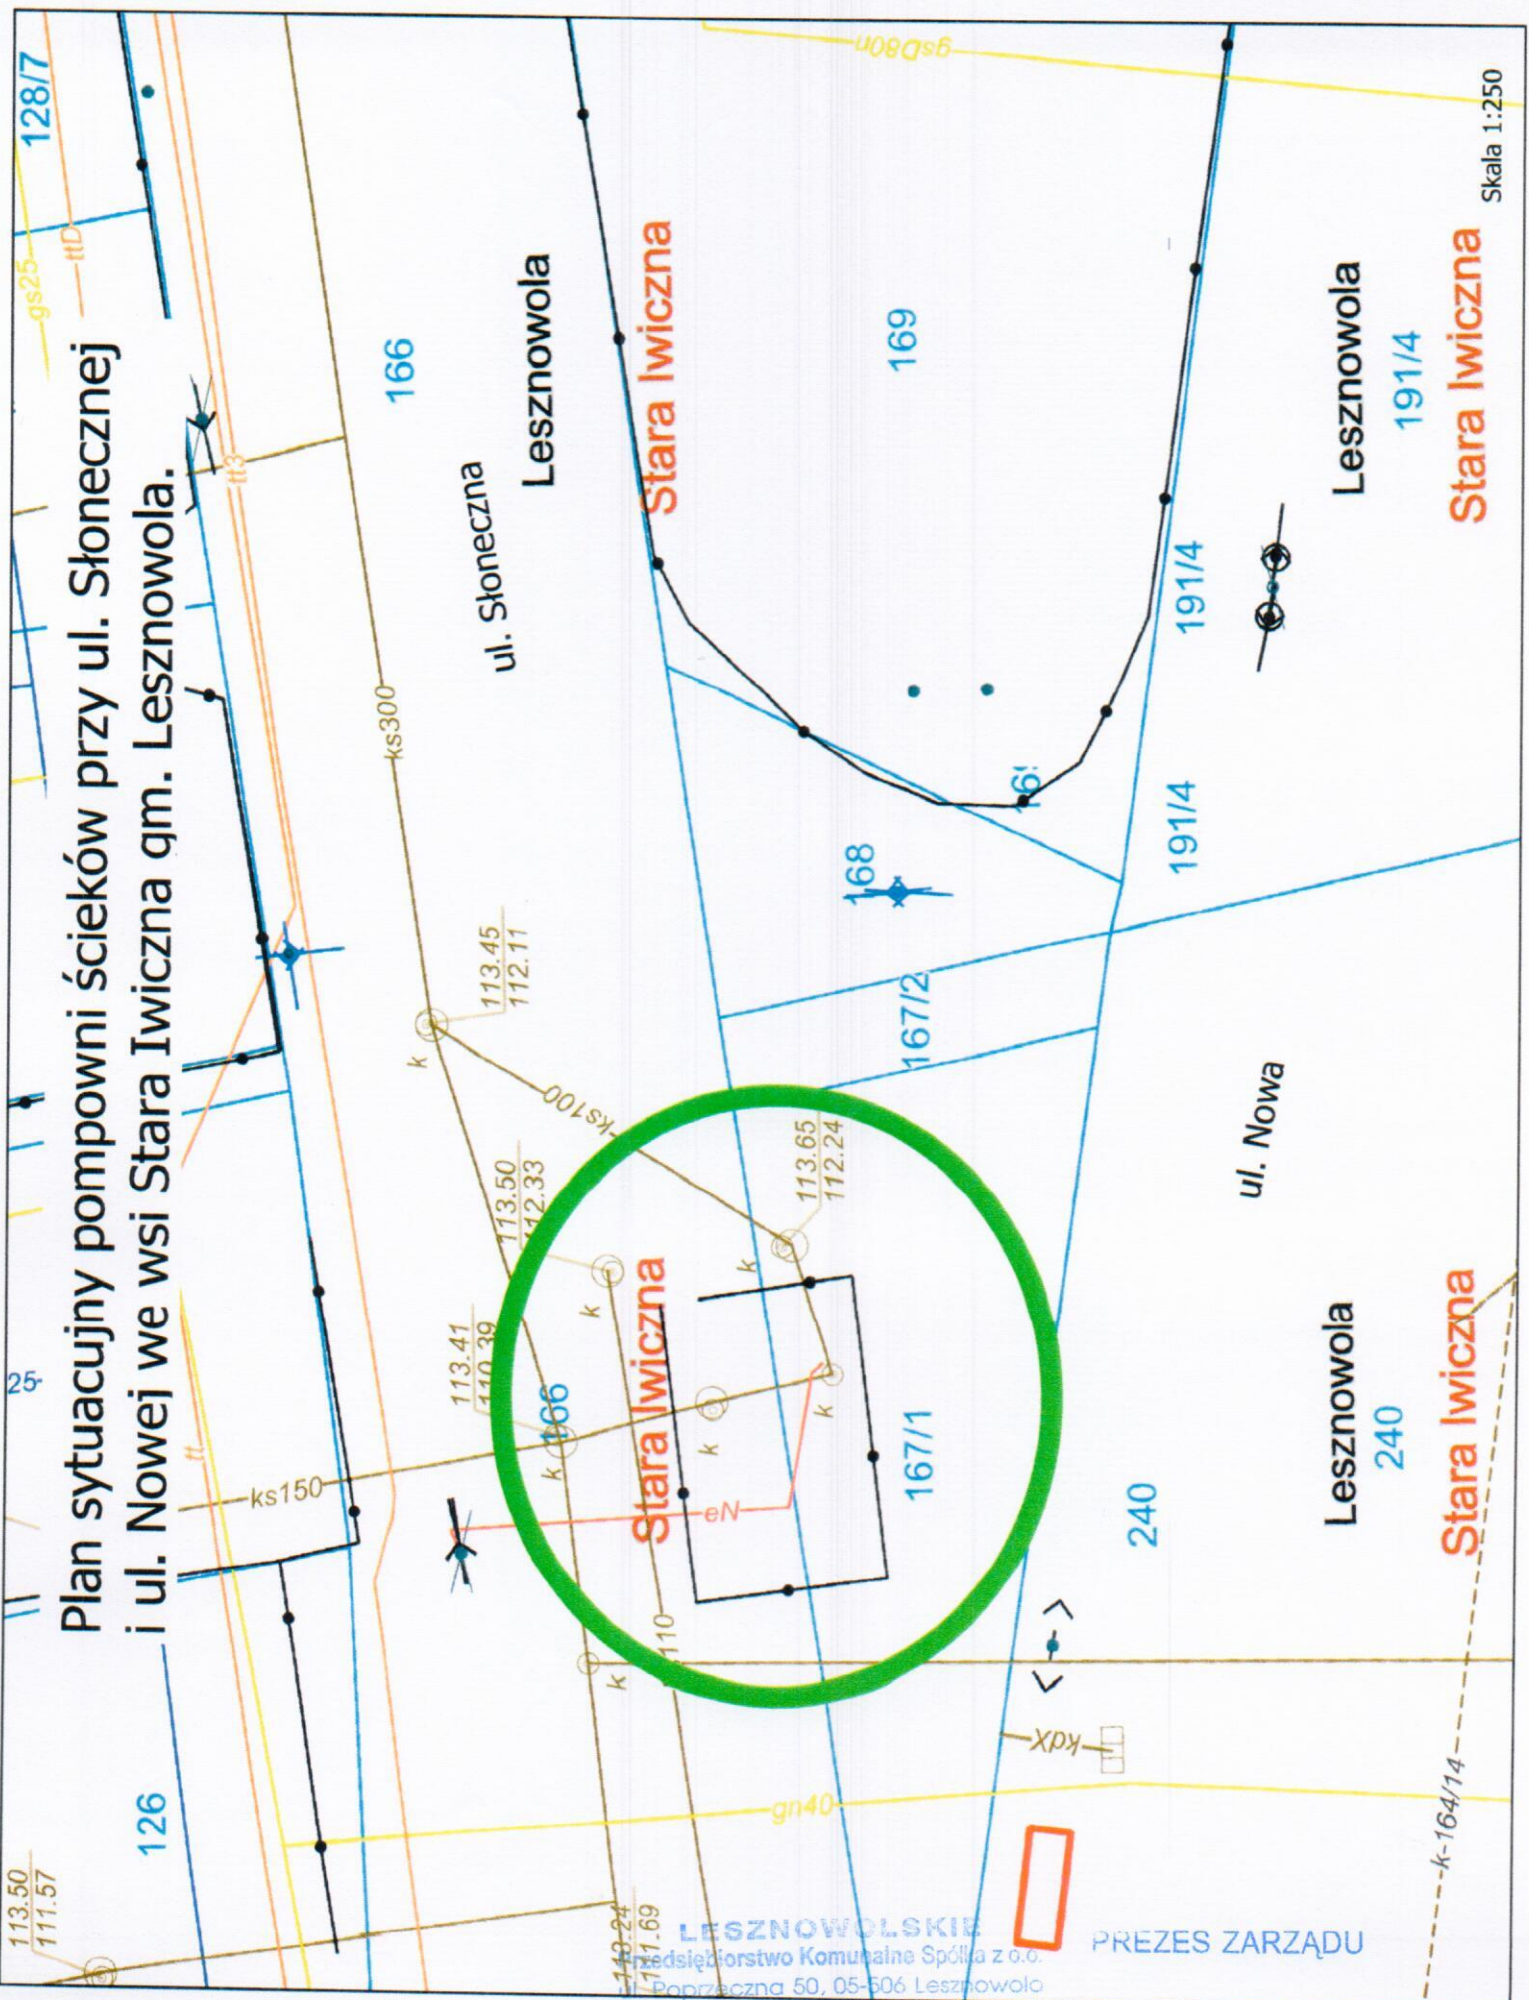 Plan sytuacyjny pompowni ścieków przy ul. Słonecznej
i ul. Nowej we wsi Stara Iwiczna gm. Lesznowola.
113.50
111.57
126
25
gs25
128/7
ttD
tt
tt3
ks150
ks300
166
ul. Słoneczna
Lesznowola
Stara Iwiczna
gsD80n
169
k
113.45
112.11
ks100
113.50
112.33
113.41
110.39
166
k
k
k
Stara Iwiczna
k
k
k
113.65
112.24
eN
110
167/1
167/2
168
191/4
191/4
240
ul. Nowa
kdX
gn40
111.69
Lesznowola
240
Stara Iwiczna
Lesznowola
191/4
Stara Iwiczna
k-164/14
Skala 1:250
LESZNOWOLSKIE
Przedsiębiorstwo Komunalne Spółka z o.o.
ul. Poprzeczna 50, 05-506 Lesznowola
PREZES ZARZĄDU